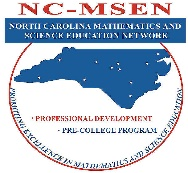 NC-MSEN
NORTH CAROLINA MATHEMATICS AND
SCIENCE EDUCATION NETWORK
· PROFESSIONAL DEVELOPMENT
· PRE-COLLEGE PROGRAM
PROMOTING EXCELLENCE IN MATHEMATICS AND SCIENCE EDUCATION